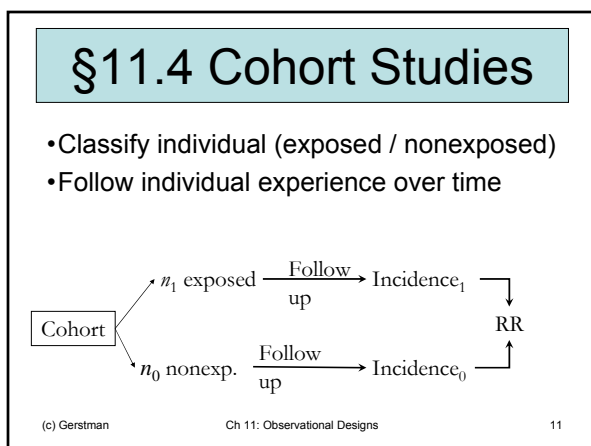 §11.4 Cohort Studies
•Classify individual (exposed / nonexposed)
•Follow individual experience over time
Cohort
n₁ exposed
Follow
up
Incidence₁
n₀ nonexp.
Follow
up
Incidence₀
RR
(c) Gerstman
Ch 11: Observational Designs
11